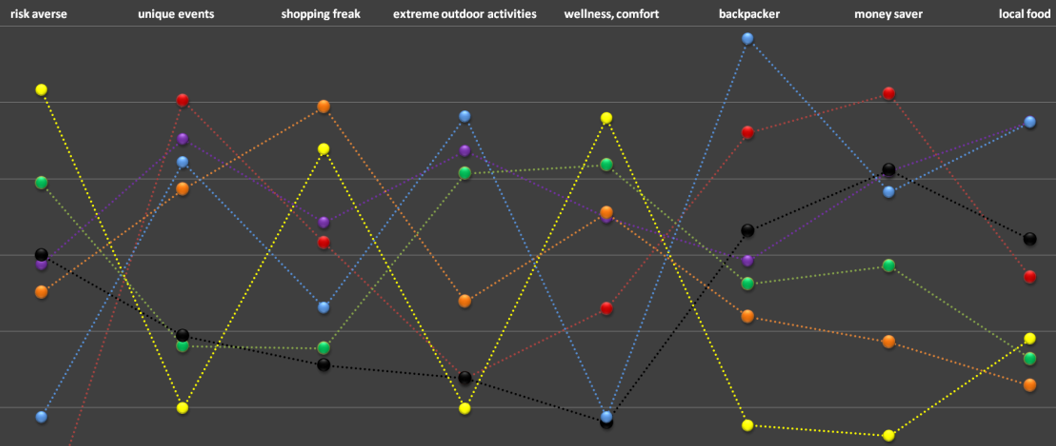 risk averse unique events shopping freak extreme outdoor activities wellness, comfort backpacker money saver local food